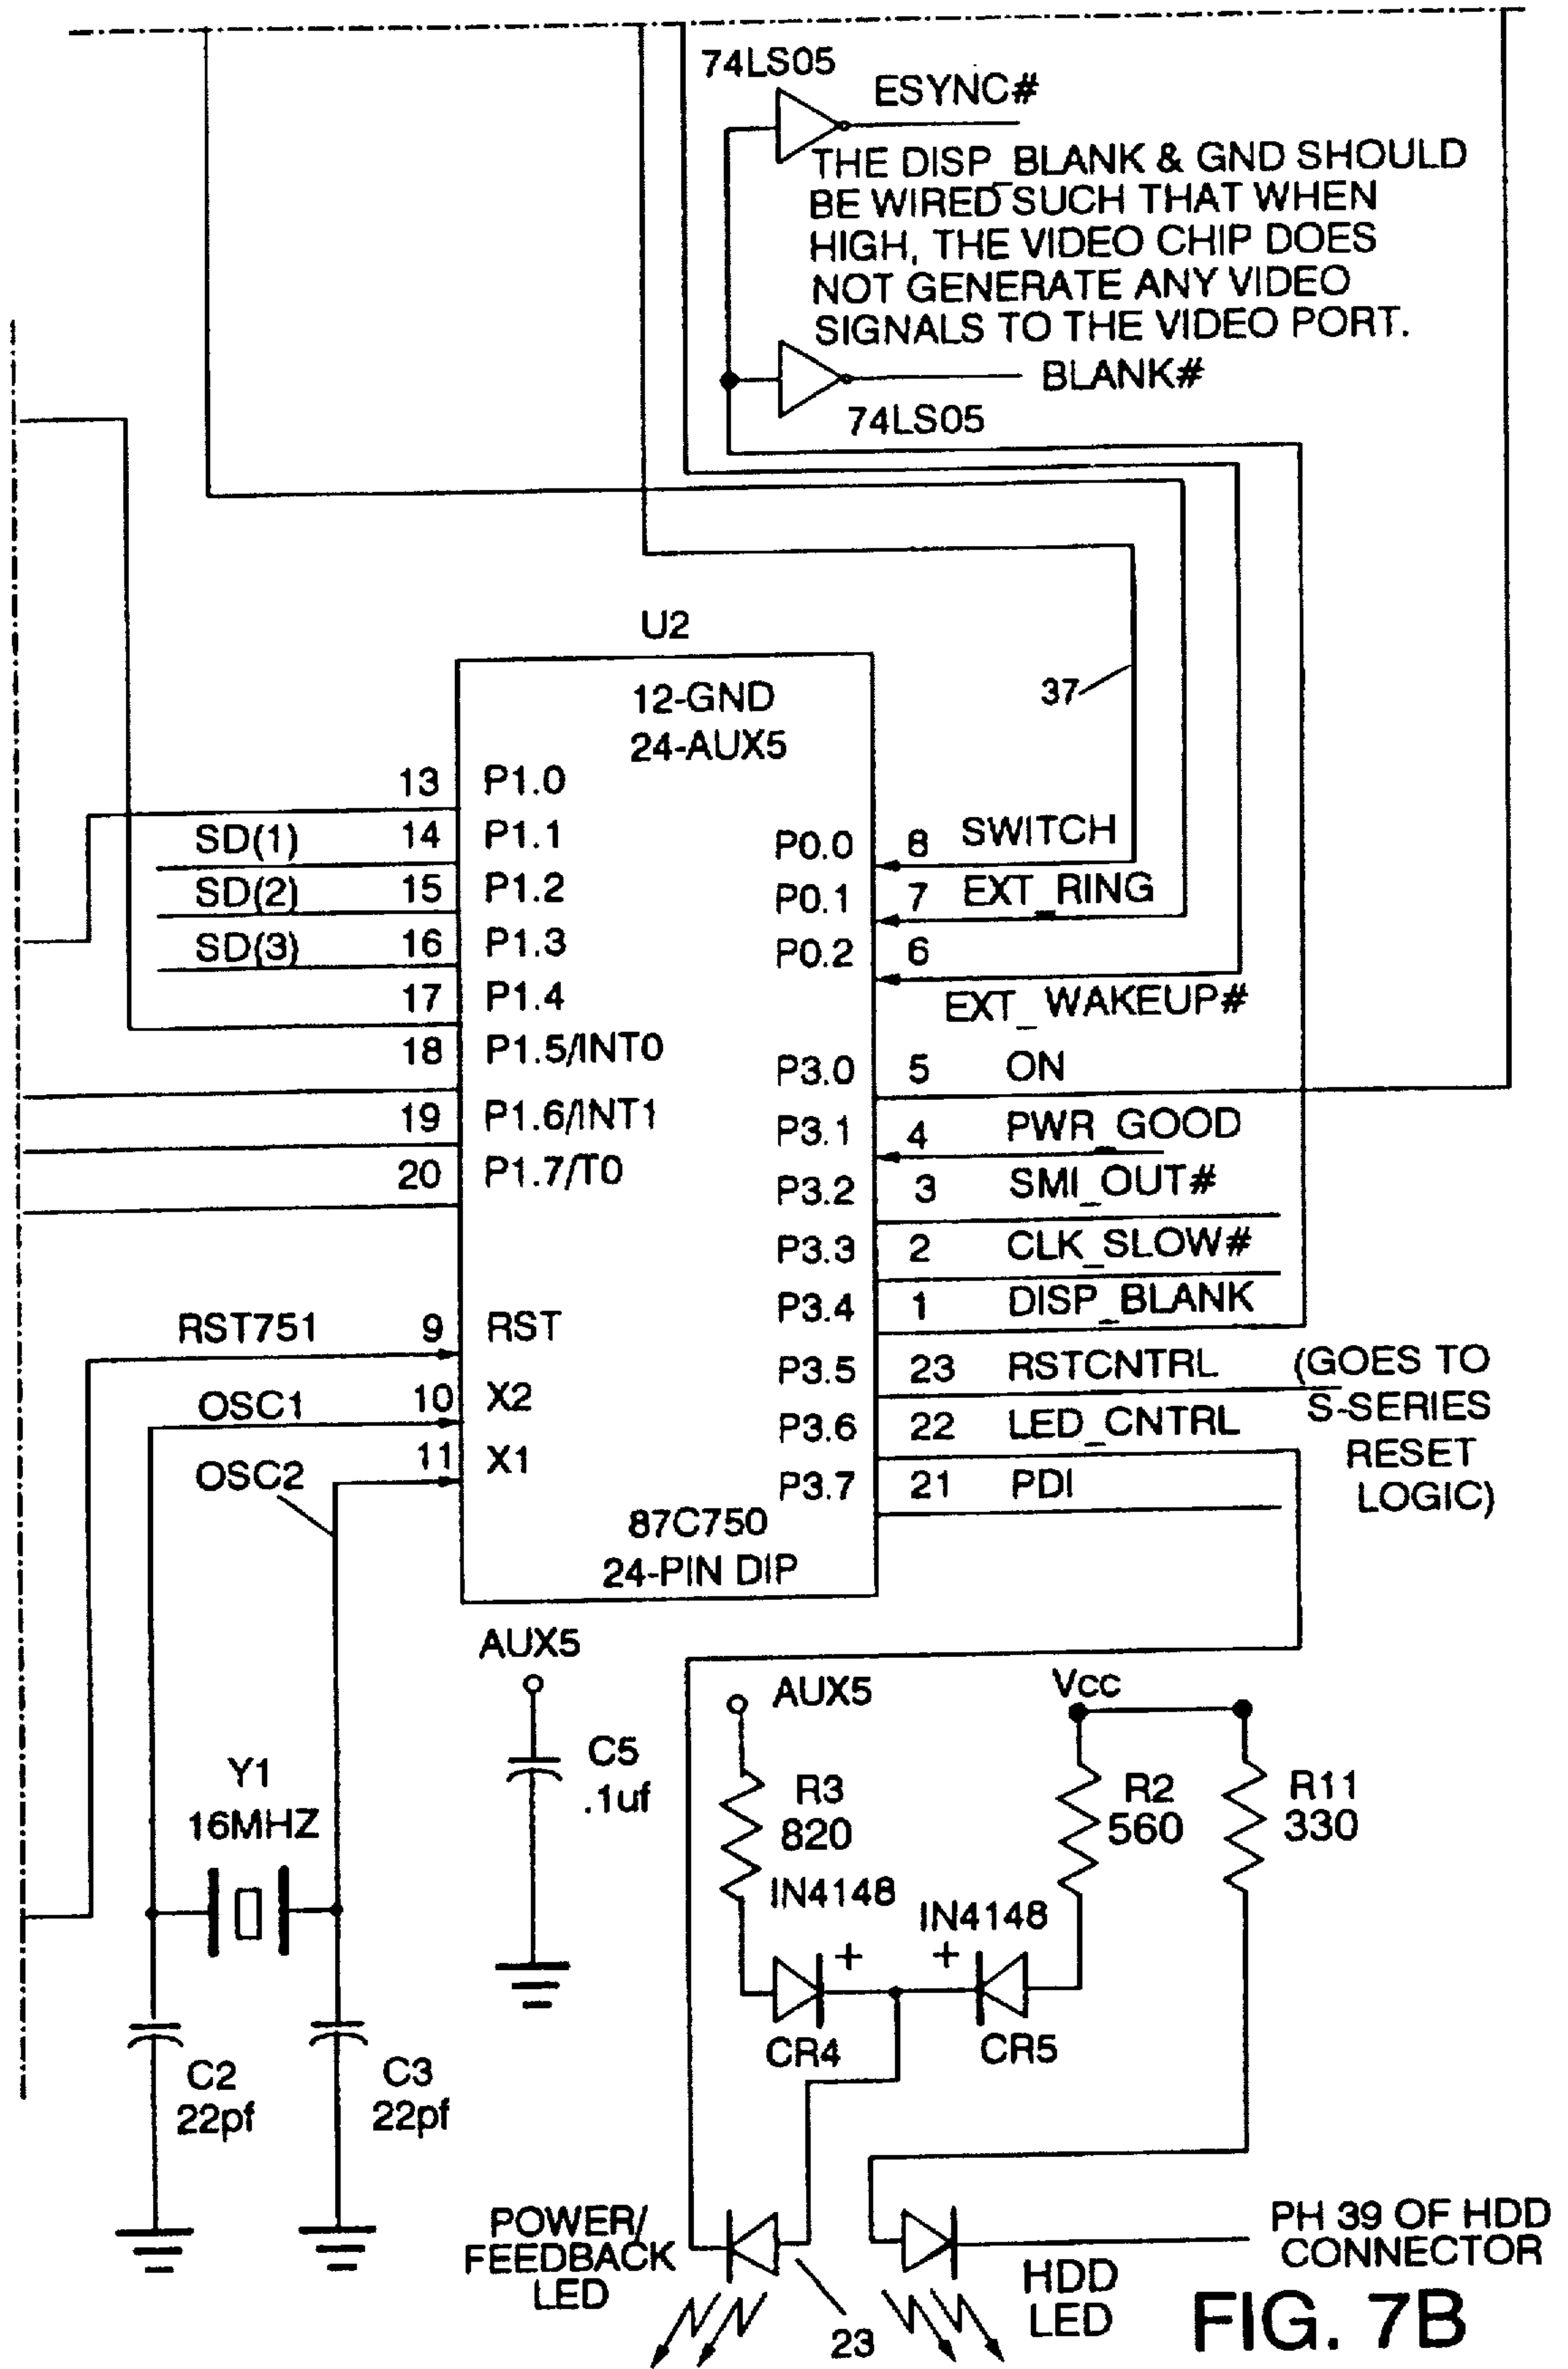 74LS05
ESYNC#
THE DISP_BLANK & GND SHOULD
BE WIRED SUCH THAT WHEN
HIGH, THE VIDEO CHIP DOES
NOT GENERATE ANY VIDEO
SIGNALS TO THE VIDEO PORT.
BLANK#
74LS05
U2
37
12-GND
24-AUX5
13 P1.0
SD(1) 14 P1.1
SD(2) 15 P1.2
SD(3) 16 P1.3
17 P1.4
18 P1.5/INT0
19 P1.6/INT1
20 P1.7/T0
RST751 9 RST
OSC1 10 X2
OSC2 11 X1
P0.0 8 SWITCH
P0.1 7 EXT_RING
P0.2 6
EXT_WAKEUP#
P3.0 5 ON
P3.1 4 PWR_GOOD
P3.2 3 SMI_OUT#
P3.3 2 CLK_SLOW#
P3.4 1 DISP_BLANK
P3.5 23 RSTCNTRL
P3.6 22 LED_CNTRL
P3.7 21 PDI
(GOES TO
S-SERIES
RESET
LOGIC)
87C750
24-PIN DIP
AUX5
C5
.1uf
AUX5
Vcc
Y1
16MHZ
R3
820
R2
560
R11
330
IN4148
IN4148
+
+
CR4
CR5
C2
22pf
C3
22pf
POWER/
FEEDBACK
LED
23
HDD
LED
PH 39 OF HDD
CONNECTOR
FIG. 7B